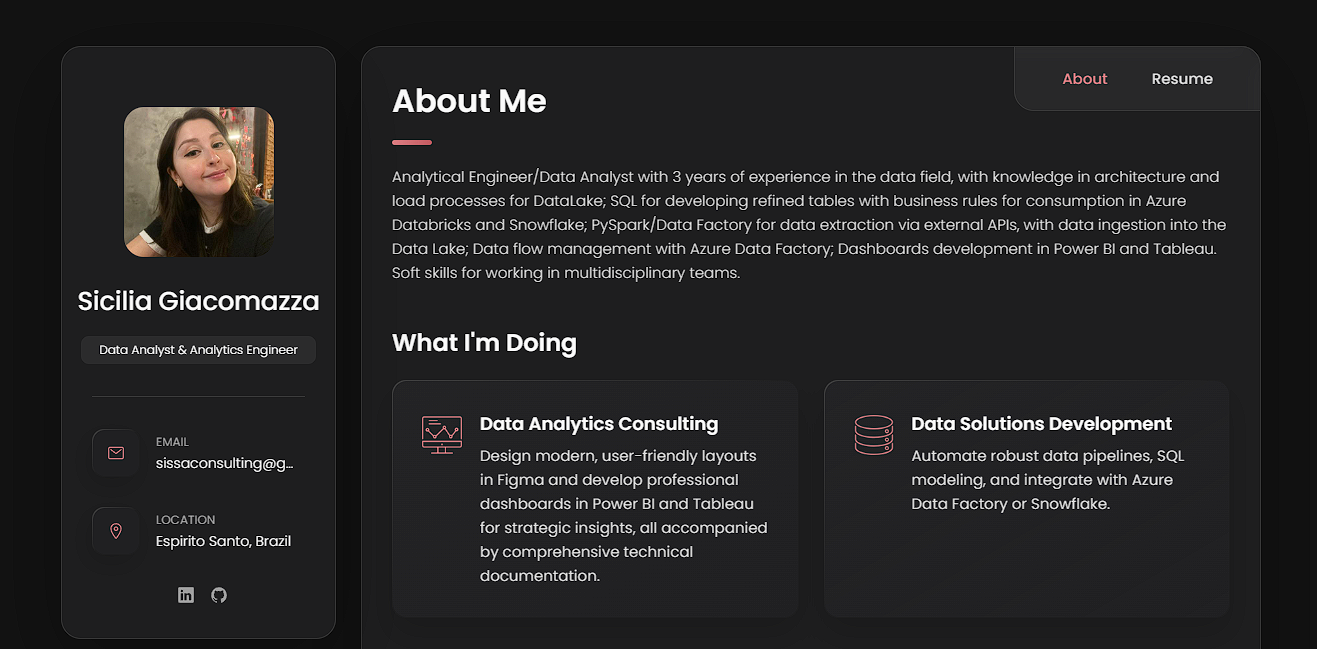 About
Resume
Sicilia Giacomazza
Data Analyst & Analytics Engineer
EMAIL
sissaconsulting@g...
LOCATION
Espirito Santo, Brazil
in
About Me
Analytical Engineer/Data Analyst with 3 years of experience in the data field, with knowledge in architecture and
load processes for DataLake; SQL for developing refined tables with business rules for consumption in Azure
Databricks and Snowflake; PySpark/Data Factory for data extraction via external APIs, with data ingestion into the
Data Lake; Data flow management with Azure Data Factory; Dashboards development in Power BI and Tableau.
Soft skills for working in multidisciplinary teams.
What I'm Doing
Data Analytics Consulting
Design modern, user-friendly layouts
in Figma and develop professional
dashboards in Power BI and Tableau
for strategic insights, all accompanied
by comprehensive technical
documentation.
Data Solutions Development
Automate robust data pipelines, SQL
modeling, and integrate with Azure
Data Factory or Snowflake.